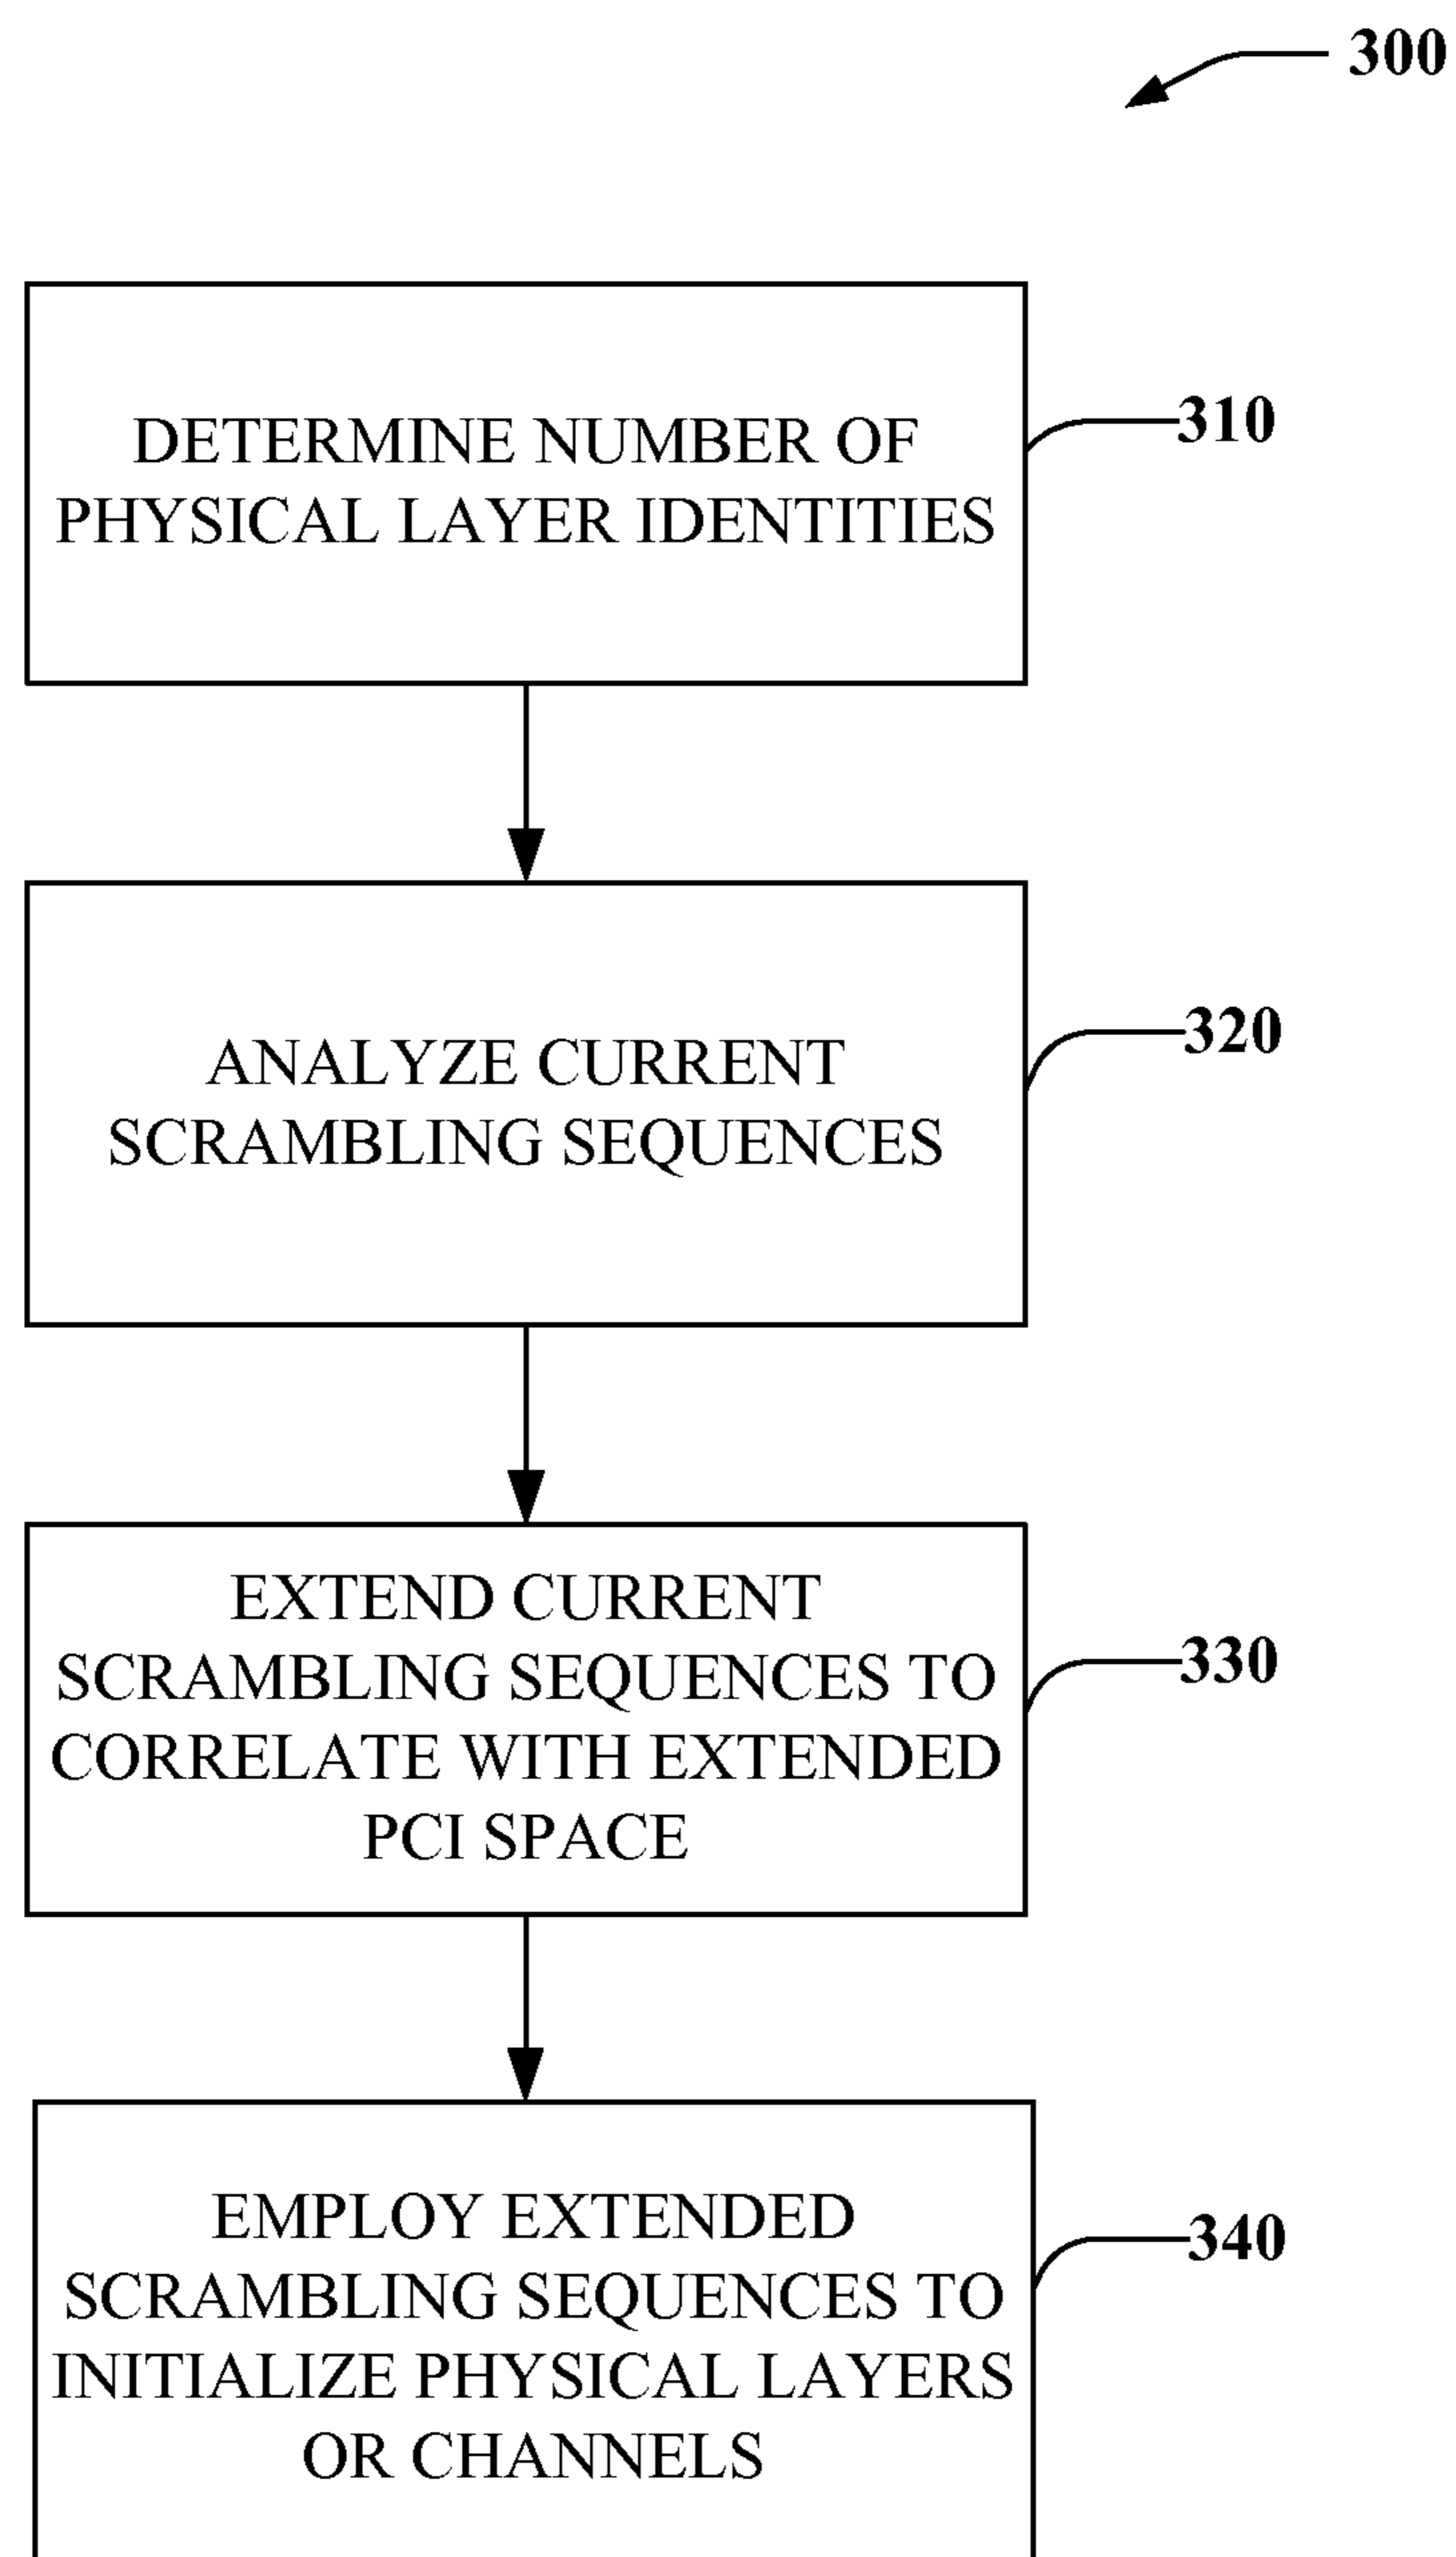 300
DETERMINE NUMBER OF
PHYSICAL LAYER IDENTITIES
310
ANALYZE CURRENT
SCRAMBLING SEQUENCES
320
EXTEND CURRENT
SCRAMBLING SEQUENCES TO
CORRELATE WITH EXTENDED
PCI SPACE
330
EMPLOY EXTENDED
SCRAMBLING SEQUENCES TO
INITIALIZE PHYSICAL LAYERS
OR CHANNELS
340